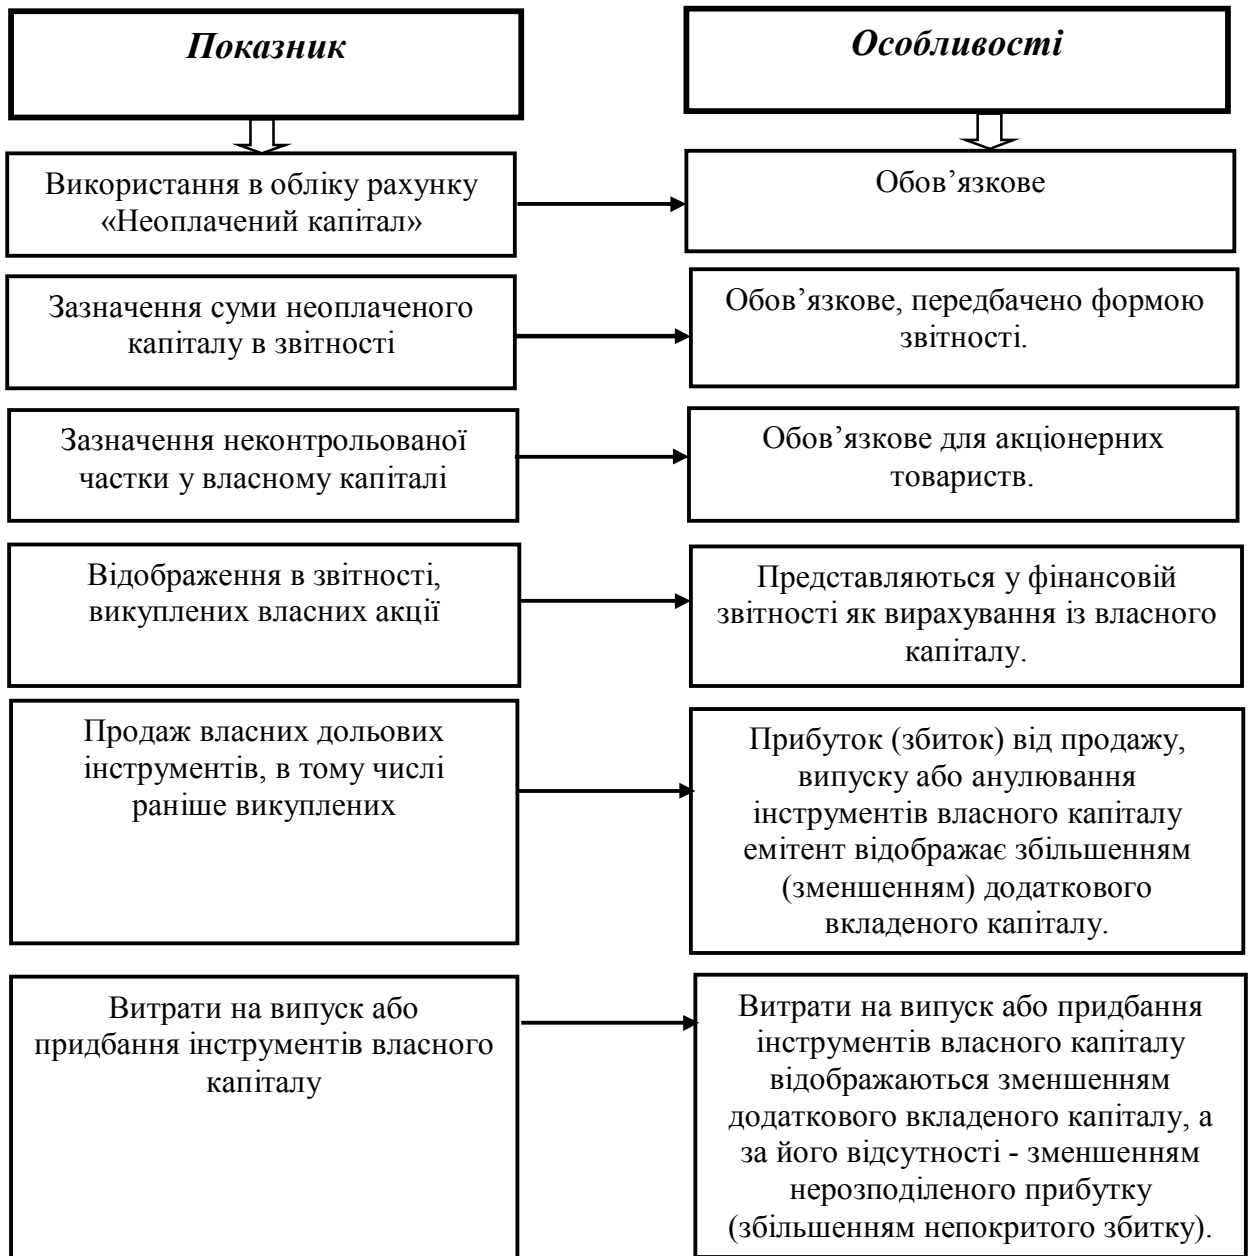 Показник
Особливості
Використання в обліку рахунку
«Неоплачений капітал»
Обов’язкове
Зазначення суми неоплаченого
капіталу в звітності
Обов’язкове, передбачено формою
звітності.
Зазначення неконтрольованої
частки у власному капіталі
Обов’язкове для акціонерних
товариств.
Відображення в звітності,
викуплених власних акції
Представляються у фінансовій
звітності як вирахування із власного
капіталу.
Продаж власних дольових
інструментів, в тому числі
раніше викуплених
Прибуток (збиток) від продажу,
випуску або анулювання
інструментів власного капіталу
емітент відображає збільшенням
(зменшенням) додаткового
вкладеного капіталу.
Витрати на випуск або
придбання інструментів власного
капіталу
Витрати на випуск або придбання
інструментів власного капіталу
відображаються зменшенням
додаткового вкладеного капіталу, а
за його відсутності - зменшенням
нерозподіленого прибутку
(збільшенням непокритого збитку).